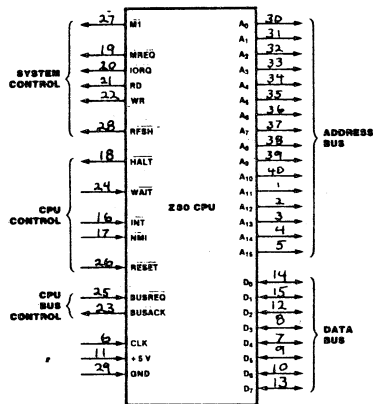 27 M1
19 MREQ
20 IORQ
21 RD
22 WR
28 RFSH
SYSTEM
CONTROL
18 HALT
24 WAIT
16 INT
17 NMI
26 RESET
CPU
CONTROL
25 BUSREQ
23 BUSACK
CPU
BUS
CONTROL
6 CLK
11 +5 V
29 GND
Z80 CPU
A0 30
A1 31
A2 32
A3 33
A4 34
A5 35
A6 36
A7 37
A8 38
A9 39
A10 40
A11 1
A12 2
A13 3
A14 4
A15 5
ADDRESS
BUS
D0 14
D1 15
D2 12
D3 8
D4 7
D5 9
D6 10
D7 13
DATA
BUS